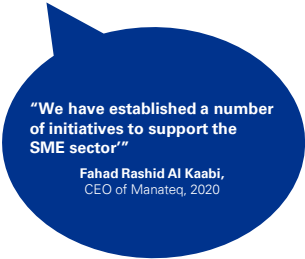 “We have established a number
of initiatives to support the
SME sector’”
Fahad Rashid Al Kaabi,
CEO of Manateq, 2020